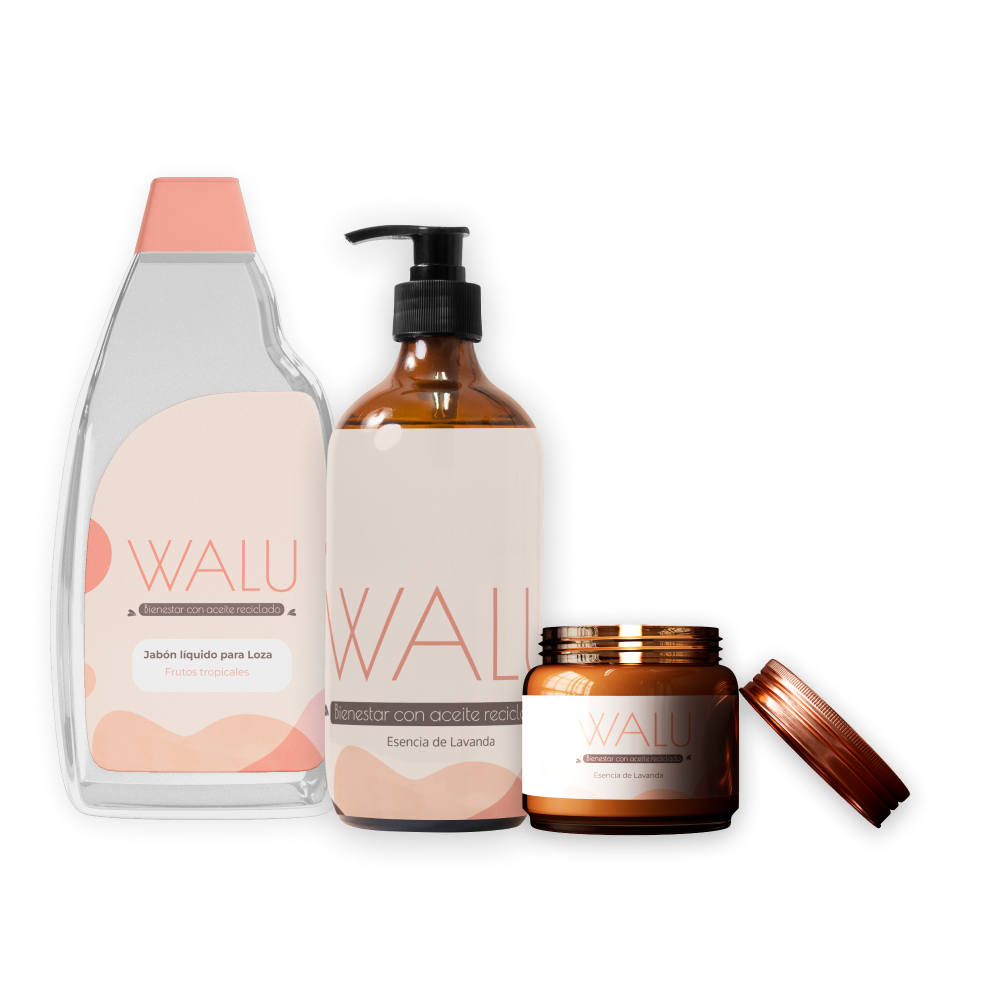 WALU
Bienestar con aceite reciclado
Jabón líquido para Loza
Frutos tropicales
WALU
Bienestar con aceite recicl
Esencia de Lavanda
WALU
Bienestar con aceite reciclado
Esencia de Lavanda